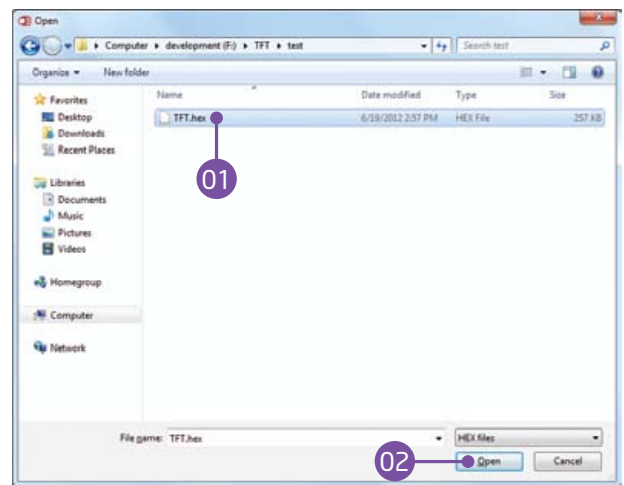 Open
Computer ▸ development (F:) ▸ TFT ▸ test
Search test
Organize
New folder
Name
Date modified
Type
Size
Favorites
Desktop
Downloads
Recent Places
Libraries
Documents
Music
Pictures
Videos
Homegroup
Computer
Network
TFT.hex
6/19/2012 2:57 PM
HEX File
257 KB
01
File name:
TFT.hex
HEX files
02
Open
Cancel